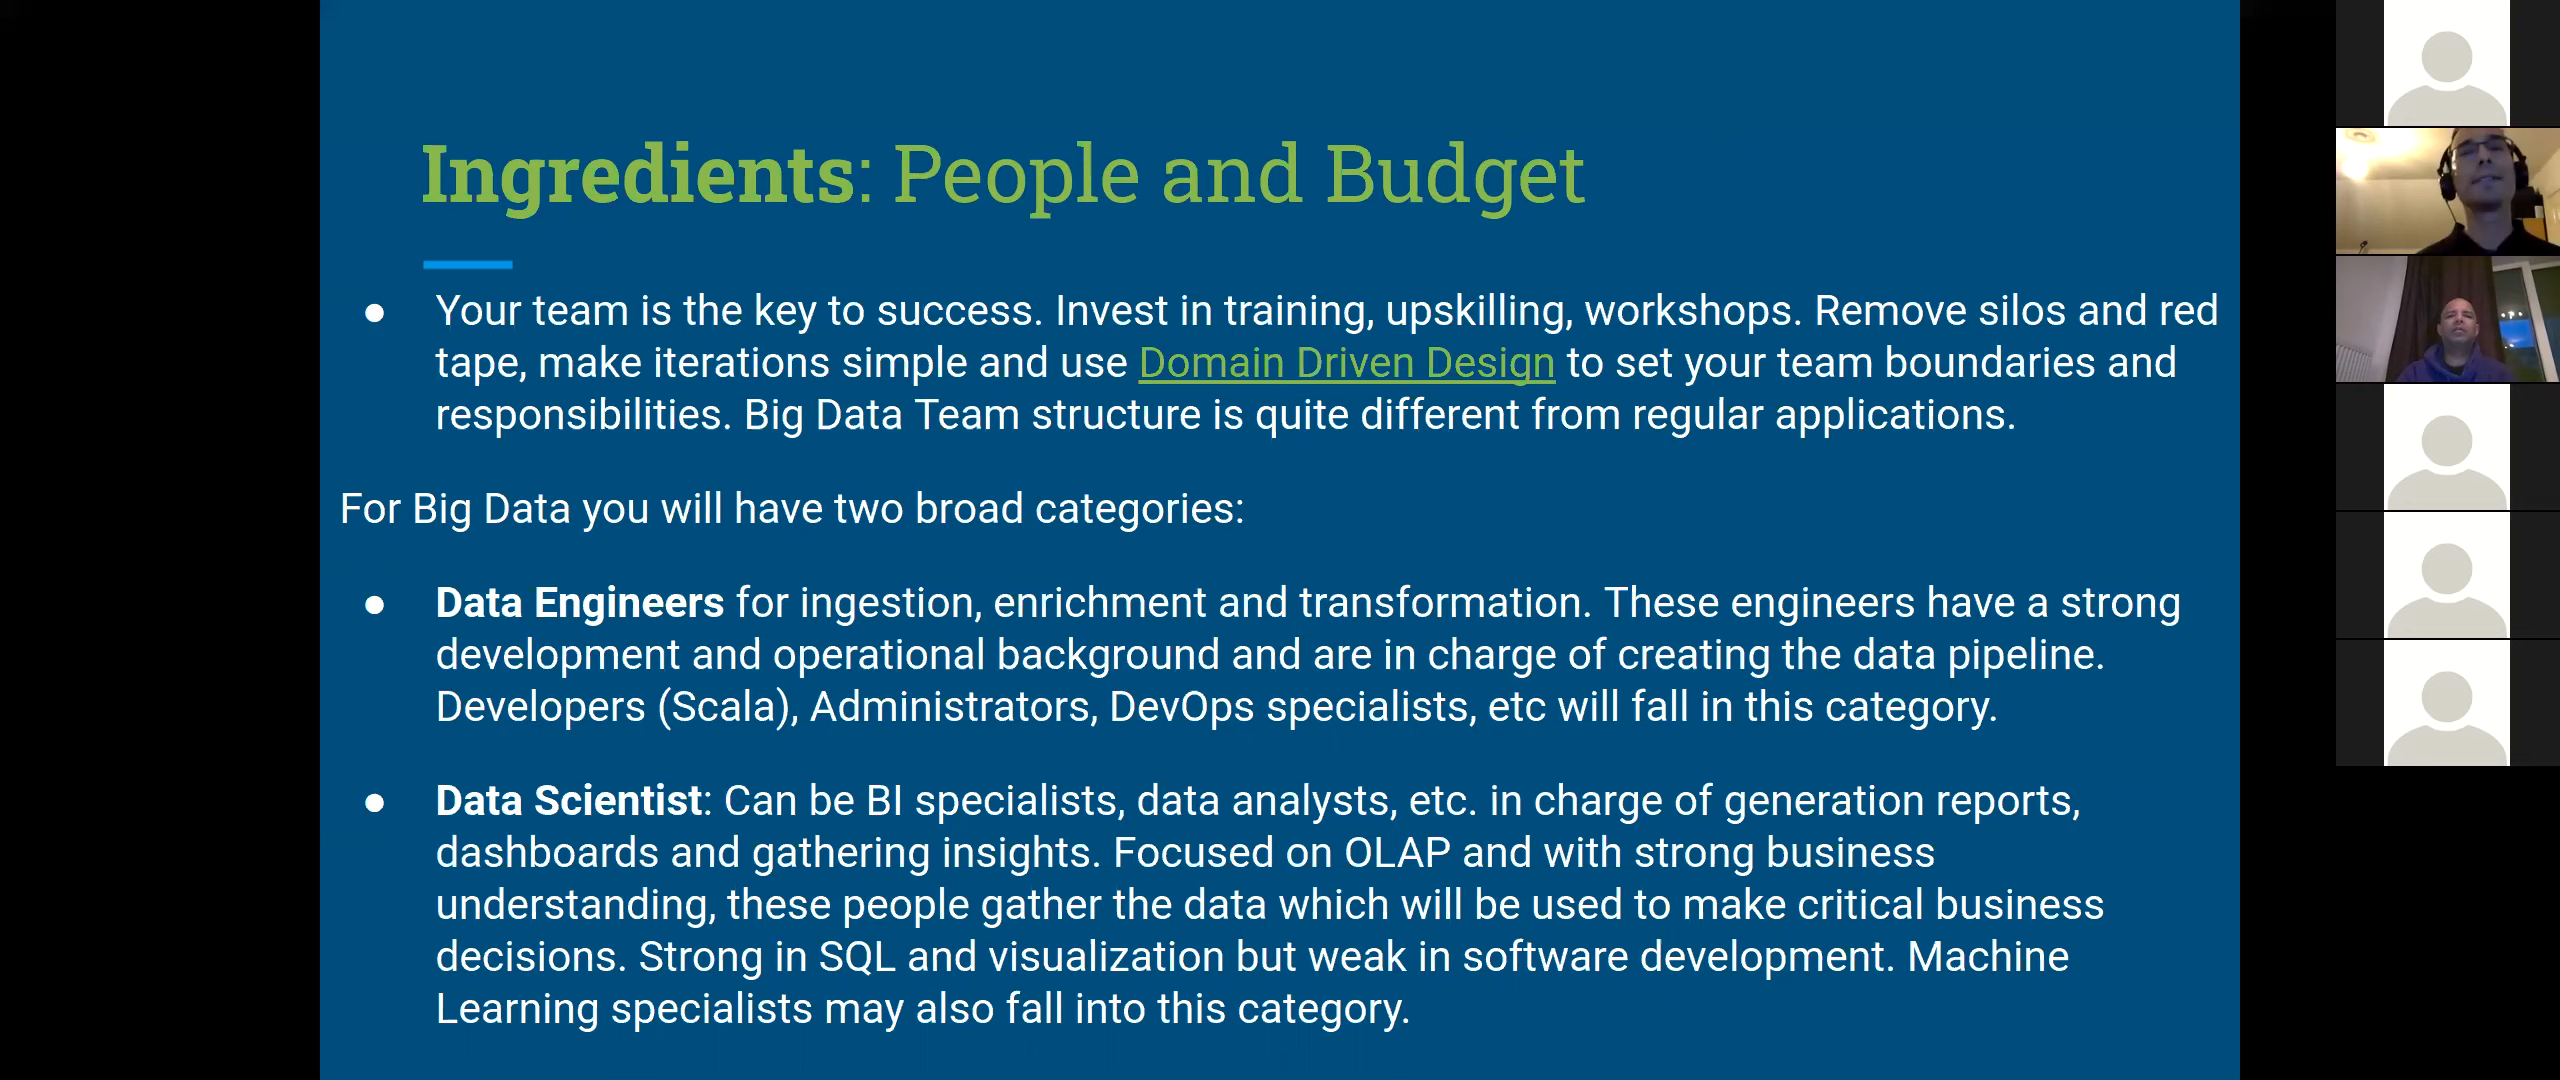 Ingredients: People and Budget
● Your team is the key to success. Invest in training, upskilling, workshops. Remove silos and red
tape, make iterations simple and use Domain Driven Design to set your team boundaries and
responsibilities. Big Data Team structure is quite different from regular applications.
For Big Data you will have two broad categories:
● Data Engineers for ingestion, enrichment and transformation. These engineers have a strong
development and operational background and are in charge of creating the data pipeline.
Developers (Scala), Administrators, DevOps specialists, etc will fall in this category.
● Data Scientist: Can be BI specialists, data analysts, etc. in charge of generation reports,
dashboards and gathering insights. Focused on OLAP and with strong business
understanding, these people gather the data which will be used to make critical business
decisions. Strong in SQL and visualization but weak in software development. Machine
Learning specialists may also fall into this category.